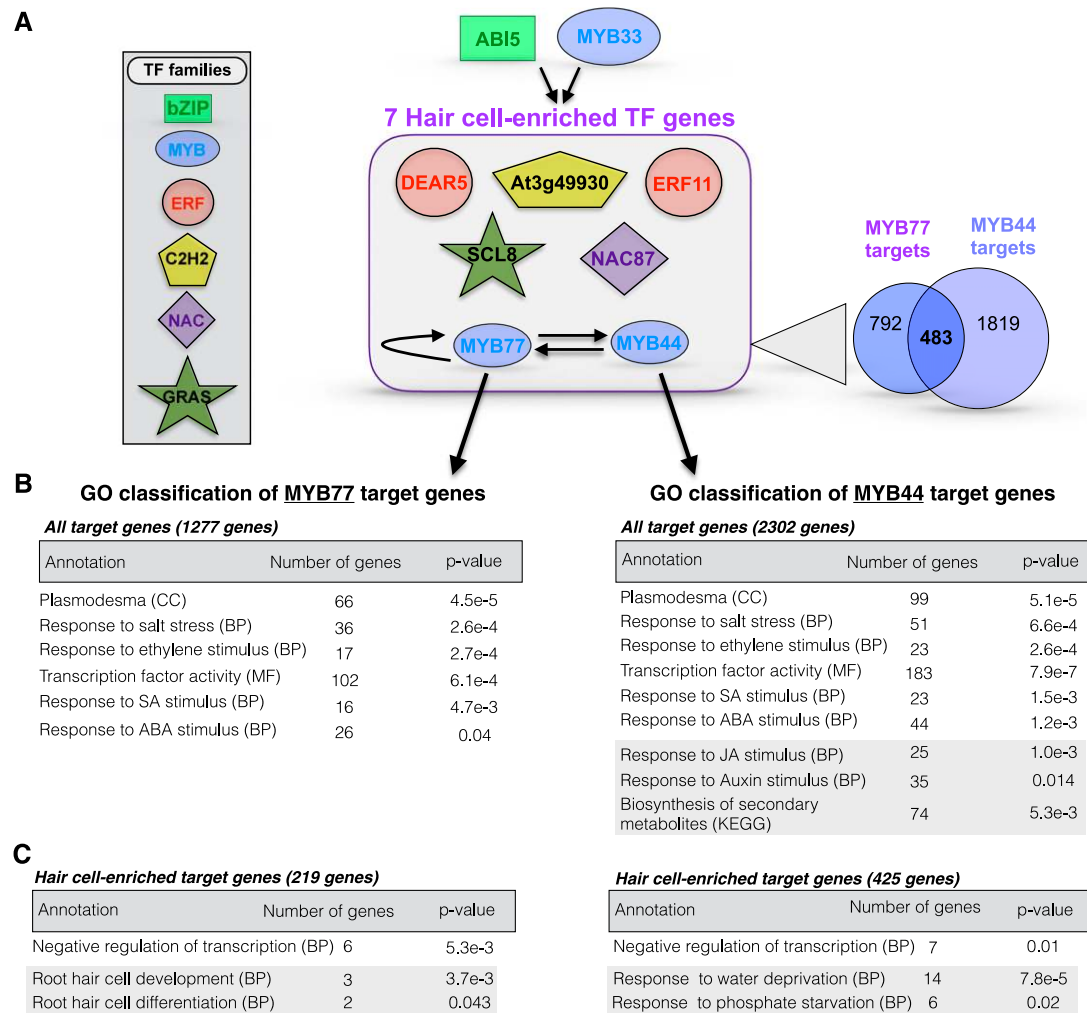 A
TF families
bZIP
MYB
ERF
C2H2
NAC
GRAS
ABI5
MYB33
7 Hair cell-enriched TF genes
DEAR5
At3g49930
ERF11
SCL8
NAC87
MYB77
MYB44
MYB77
targets
MYB44
targets
792
483
1819
B
GO classification of MYB77 target genes
All target genes (1277 genes)
Annotation Number of genes p-value
Plasmodesma (CC) 66 4.5e-5
Response to salt stress (BP) 36 2.6e-4
Response to ethylene stimulus (BP) 17 2.7e-4
Transcription factor activity (MF) 102 6.1e-4
Response to SA stimulus (BP) 16 4.7e-3
Response to ABA stimulus (BP) 26 0.04
GO classification of MYB44 target genes
All target genes (2302 genes)
Annotation Number of genes p-value
Plasmodesma (CC) 99 5.1e-5
Response to salt stress (BP) 51 6.6e-4
Response to ethylene stimulus (BP) 23 2.6e-4
Transcription factor activity (MF) 183 7.9e-7
Response to SA stimulus (BP) 23 1.5e-3
Response to ABA stimulus (BP) 44 1.2e-3
Response to JA stimulus (BP) 25 1.0e-3
Response to Auxin stimulus (BP) 35 0.014
Biosynthesis of secondary
metabolites (KEGG) 74 5.3e-3
C
Hair cell-enriched target genes (219 genes)
Annotation Number of genes p-value
Negative regulation of transcription (BP) 6 5.3e-3
Root hair cell development (BP) 3 3.7e-3
Root hair cell differentiation (BP) 2 0.043
Hair cell-enriched target genes (425 genes)
Annotation Number of genes p-value
Negative regulation of transcription (BP) 7 0.01
Response to water deprivation (BP) 14 7.8e-5
Response to phosphate starvation (BP) 6 0.02